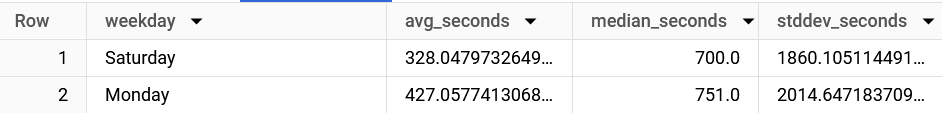 Row weekday avg_seconds median_seconds stddev_seconds
1 Saturday 328.0479732649… 700.0 1860.105114491…
2 Monday 427.0577413068… 751.0 2014.647183709…